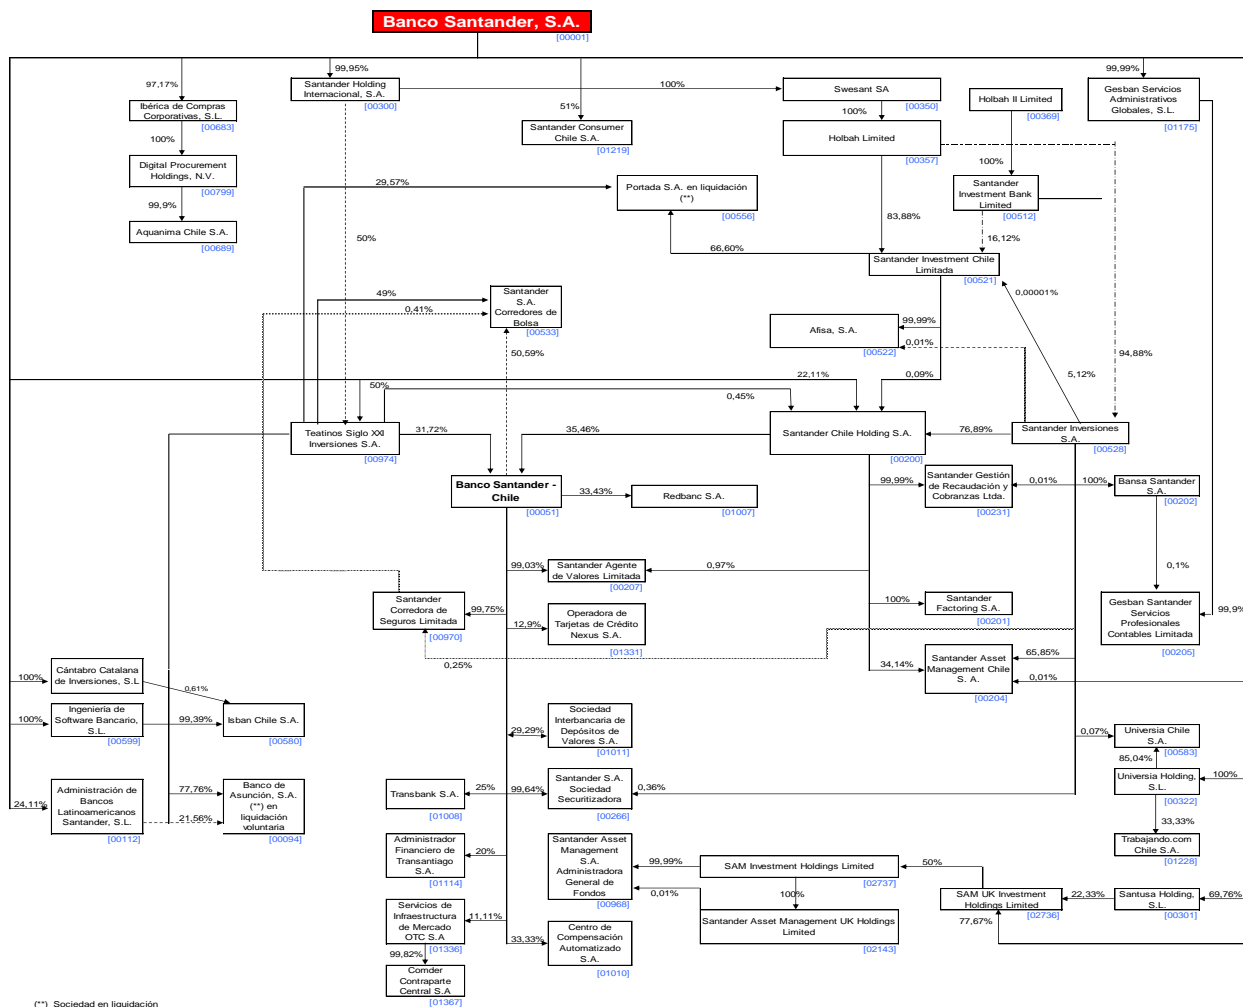 Banco Santander, S.A.
[00001]
99,95%
99,99%
97,17%
Santander Holding
Internacional, S.A.
[00300]
100%
Swesant SA
[00350]
Holbah II Limited
[00369]
Gesban Servicios
Administrativos
Globales, S.L.
[01175]
Ibérica de Compras
Corporativas, S.L.
[00683]
51%
100%
Santander Consumer
Chile S.A.
[01219]
Holbah Limited
[00357]
100%
Digital Procurement
Holdings, N.V.
[00799]
100%
29,57%
Portada S.A. en liquidación
(**)
[00556]
Santander
Investment Bank
Limited
[00512]
99,9%
Aquanima Chile S.A.
[00689]
83,88%
50%
16,12%
66,60%
Santander Investment Chile
Limitada
[00521]
49%
0,41%
Santander
S.A.
Corredores de
Bolsa
[00533]
0,00001%
Afisa, S.A.
[00522]
99,99%
0,01%
50,59%
94,88%
22,11%
0,09%
5,12%
50%
0,45%
Teatinos Siglo XXI
Inversiones S.A.
[00974]
31,72%
35,46%
Santander Chile Holding S.A.
[00200]
76,89%
Santander Inversiones
S.A.
[00528]
Banco Santander -
Chile
[00051]
33,43%
Redbanc S.A.
[01007]
99,99%
Santander Gestión
de Recaudación y
Cobranzas Ltda.
[00231]
0,01%
100%
Bansa Santander
S.A.
[00202]
99,03%
Santander Agente
de Valores Limitada
[00207]
0,97%
0,1%
Santander
Corredora de
Seguros Limitada
[00970]
99,75%
12,9%
Operadora de
Tarjetas de Crédito
Nexus S.A.
[01331]
100%
Santander
Factoring S.A.
[00201]
Gesban Santander
Servicios
Profesionales
Contables Limitada
[00205]
99,9%
0,25%
34,14%
Santander Asset
Management Chile
S. A.
[00204]
65,85%
0,01%
100%
Cántabro Catalana
de Inversiones, S.L
0,61%
100%
Ingeniería de
Software Bancario,
S.L.
[00599]
99,39%
Isban Chile S.A.
[00580]
29,29%
Sociedad
Interbancaria de
Depósitos de
Valores S.A.
[01011]
0,07%
Universia Chile
S.A.
[00583]
85,04%
24,11%
Administración de
Bancos
Latinoamericanos
Santander, S.L.
[00112]
77,76%
21,56%
Banco de
Asunción, S.A.
(**) en
liquidación
voluntaria
[00094]
Transbank S.A.
[01008]
25%
99,64%
Santander S.A.
Sociedad
Securitizadora
[00266]
0,36%
Universia Holding,
S.L.
[00322]
100%
33,33%
Trabajando.com
Chile S.A.
[01228]
Administrador
Financiero de
Transantiago
S.A.
[01114]
20%
Santander Asset
Management
S.A.
Administradora
General de
Fondos
[00968]
99,99%
0,01%
SAM Investment Holdings Limited
[02737]
50%
100%
Santander Asset Management UK Holdings
Limited
[02143]
SAM UK Investment
Holdings Limited
[02736]
77,67%
22,33%
Santusa Holding,
S.L.
[00301]
69,76%
Servicios de
Infraestructura
de Mercado
OTC S.A
[01336]
11,11%
33,33%
Centro de
Compensación
Automatizado
S.A.
[01010]
99,82%
Comder
Contraparte
Central S.A
[01367]
(**) Sociedad en liquidación